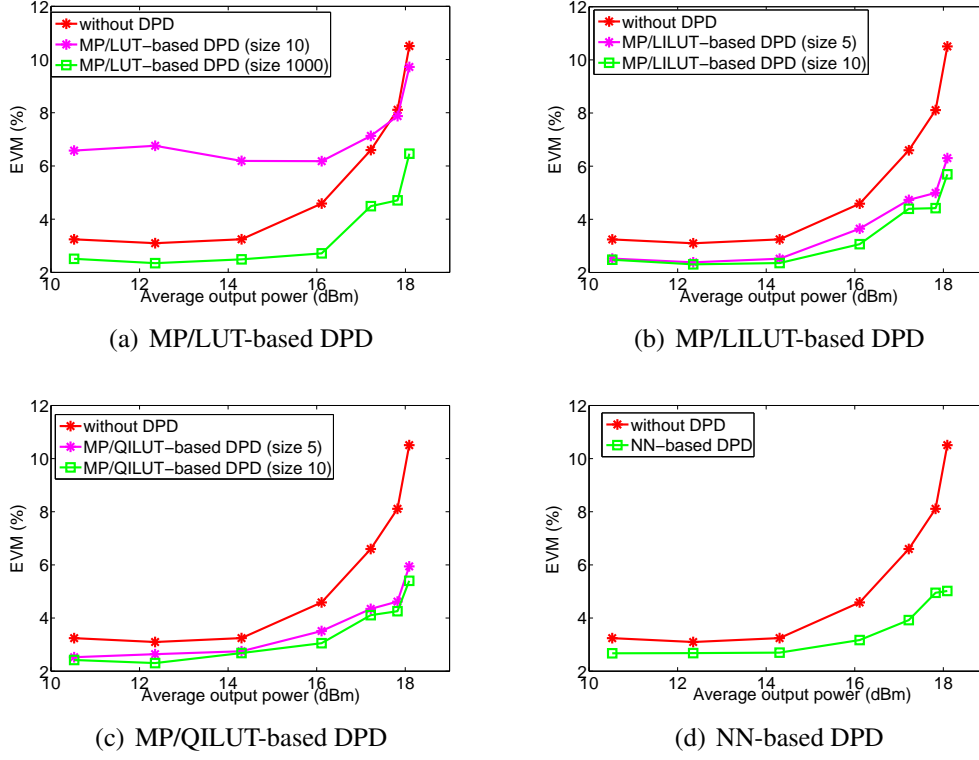 12
10
8
6
4
2
EVM (%)
without DPD
MP/LUT−based DPD (size 10)
MP/LUT−based DPD (size 1000)
10 12 14 16 18
Average output power (dBm)
(a) MP/LUT-based DPD
12
10
8
6
4
2
EVM (%)
without DPD
MP/LILUT−based DPD (size 5)
MP/LILUT−based DPD (size 10)
10 12 14 16 18
Average output power (dBm)
(b) MP/LILUT-based DPD
12
10
8
6
4
2
EVM (%)
without DPD
MP/QILUT−based DPD (size 5)
MP/QILUT−based DPD (size 10)
10 12 14 16 18
Average output power (dBm)
(c) MP/QILUT-based DPD
12
10
8
6
4
2
EVM (%)
without DPD
NN−based DPD
10 12 14 16 18
Average output power (dBm)
(d) NN-based DPD